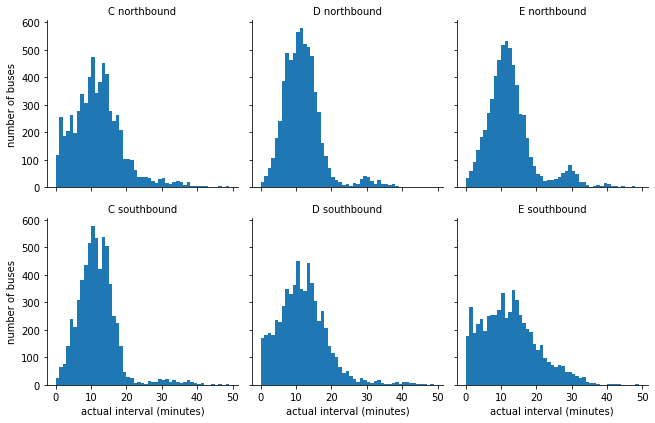 C northbound
D northbound
E northbound
number of buses
600
500
400
300
200
100
0
C southbound
D southbound
E southbound
number of buses
600
500
400
300
200
100
0
0 10 20 30 40 50
0 10 20 30 40 50
0 10 20 30 40 50
actual interval (minutes)
actual interval (minutes)
actual interval (minutes)